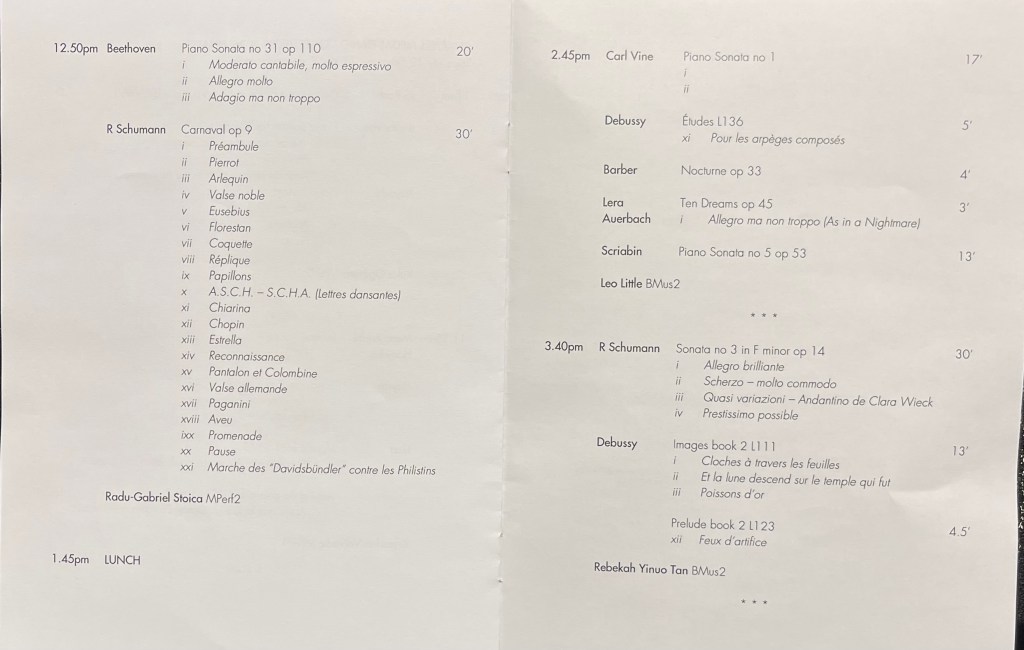 12.50pm Beethoven Piano Sonata no 31 op 110 20'
i Moderato cantabile, molto espressivo
ii Allegro molto
iii Adagio ma non troppo
R Schumann Carnaval op 9 30'
i Préambule
ii Pierrot
iii Arlequin
iv Valse noble
v Eusebius
vi Florestan
vii Coquette
viii Réplique
ix Papillons
x A.S.C.H. – S.C.H.A. (Lettres dansantes)
xi Chiarina
xii Chopin
xiii Estrella
xiv Reconnaissance
xv Pantalon et Colombine
xvi Valse allemande
xvii Paganini
xviii Aveu
ixx Promenade
xx Pause
xxi Marche des "Davidsbündler" contre les Philistins
Radu-Gabriel Stoica MPerf2
1.45pm LUNCH
2.45pm Carl Vine Piano Sonata no 1 17'
i
ii
Debussy Études L136 5'
xi Pour les arpèges composés
Barber Nocturne op 33 4'
Lera Ten Dreams op 45 3'
Auerbach i Allegro ma non troppo (As in a Nightmare)
Scriabin Piano Sonata no 5 op 53 13'
Leo Little BMus2
* * *
3.40pm R Schumann Sonata no 3 in F minor op 14 30'
i Allegro brilliante
ii Scherzo – molto commodo
iii Quasi variazioni – Andantino de Clara Wieck
iv Prestissimo possible
Debussy Images book 2 L111 13'
i Cloches à travers les feuilles
ii Et la lune descend sur le temple qui fut
iii Poissons d'or
Prelude book 2 L123 4.5'
xii Feux d'artifice
Rebekah Yinuo Tan BMus2
* * *